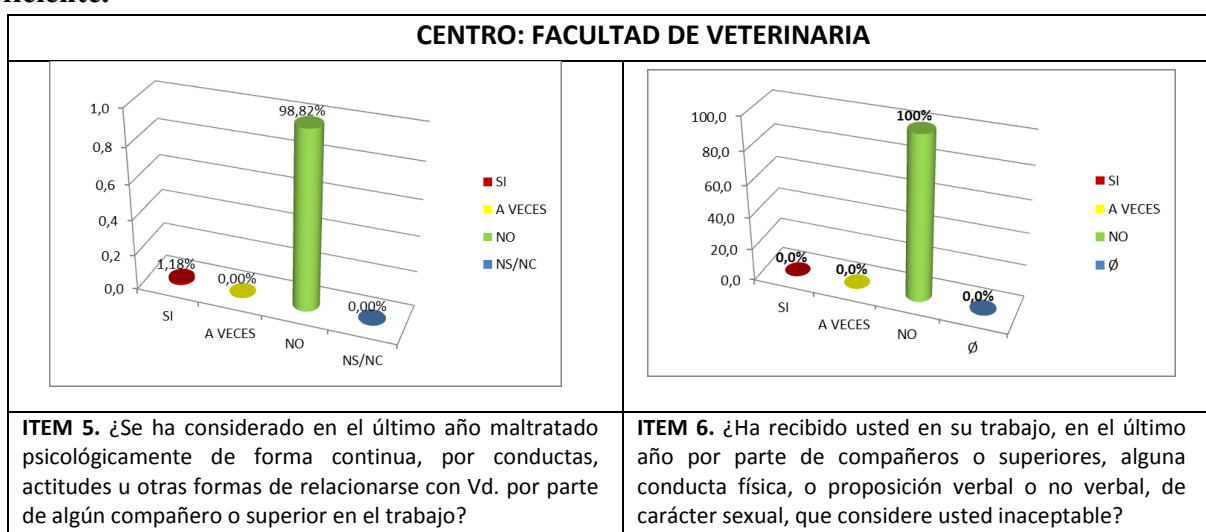 CENTRO: FACULTAD DE VETERINARIA
1,0
0,8
0,6
0,4
0,2
0,0
98,82%
1,18%
0,00%
0,00%
SI
A VECES
NO
NS/NC
SI
A VECES
NO
NS/NC
100,0
80,0
60,0
40,0
20,0
0,0
100%
0,0%
0,0%
0,0%
SI
A VECES
NO
Ø
SI
A VECES
NO
Ø
ITEM 5. ¿Se ha considerado en el último año maltratado
psicológicamente de forma continua, por conductas,
actitudes u otras formas de relacionarse con Vd. por parte
de algún compañero o superior en el trabajo?
ITEM 6. ¿Ha recibido usted en su trabajo, en el último
año por parte de compañeros o superiores, alguna
conducta física, o proposición verbal o no verbal, de
carácter sexual, que considere usted inaceptable?